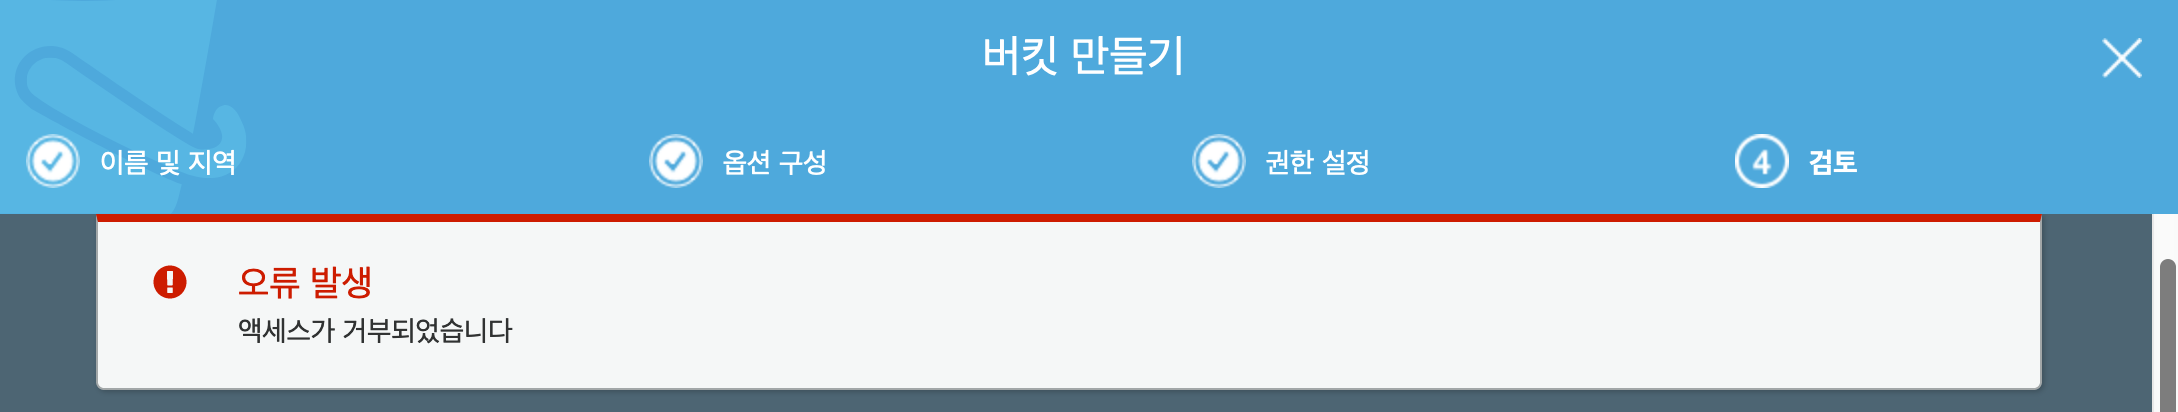 버킷 만들기
이름 및 지역
옵션 구성
권한 설정
4 검토
오류 발생
액세스가 거부되었습니다